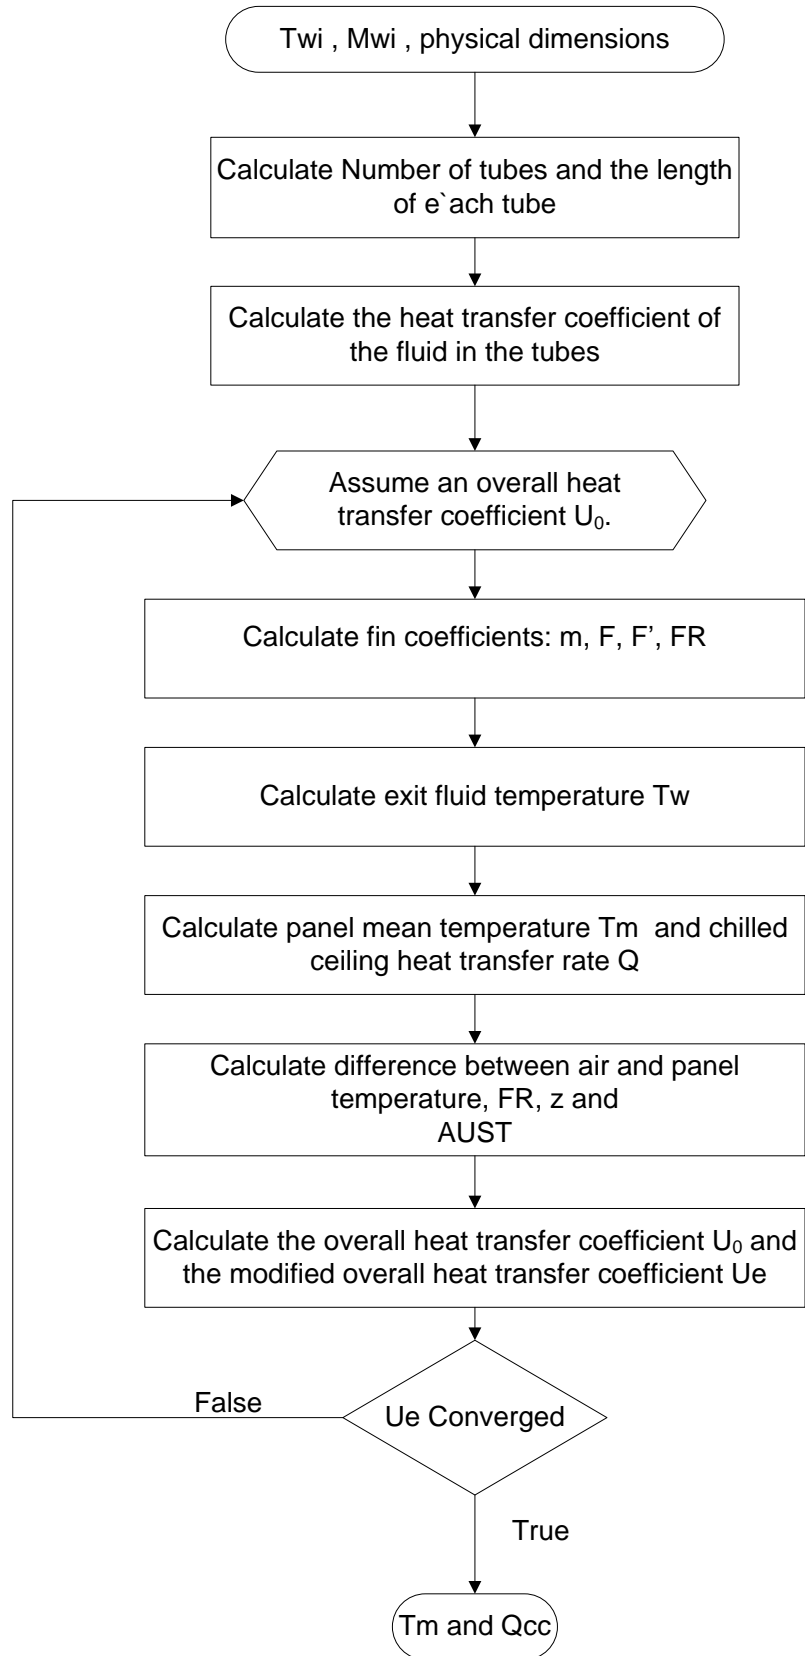 Twi , Mwi , physical dimensions
Calculate Number of tubes and the length
of e`ach tube
Calculate the heat transfer coefficient of
the fluid in the tubes
Assume an overall heat
transfer coefficient U₀.
Calculate fin coefficients: m, F, F’, FR
Calculate exit fluid temperature Tw
Calculate panel mean temperature Tm  and chilled
ceiling heat transfer rate Q
Calculate difference between air and panel
temperature, FR, z and
AUST
Calculate the overall heat transfer coefficient U₀ and
the modified overall heat transfer coefficient Ue
False
Ue Converged
True
Tm and Qcc